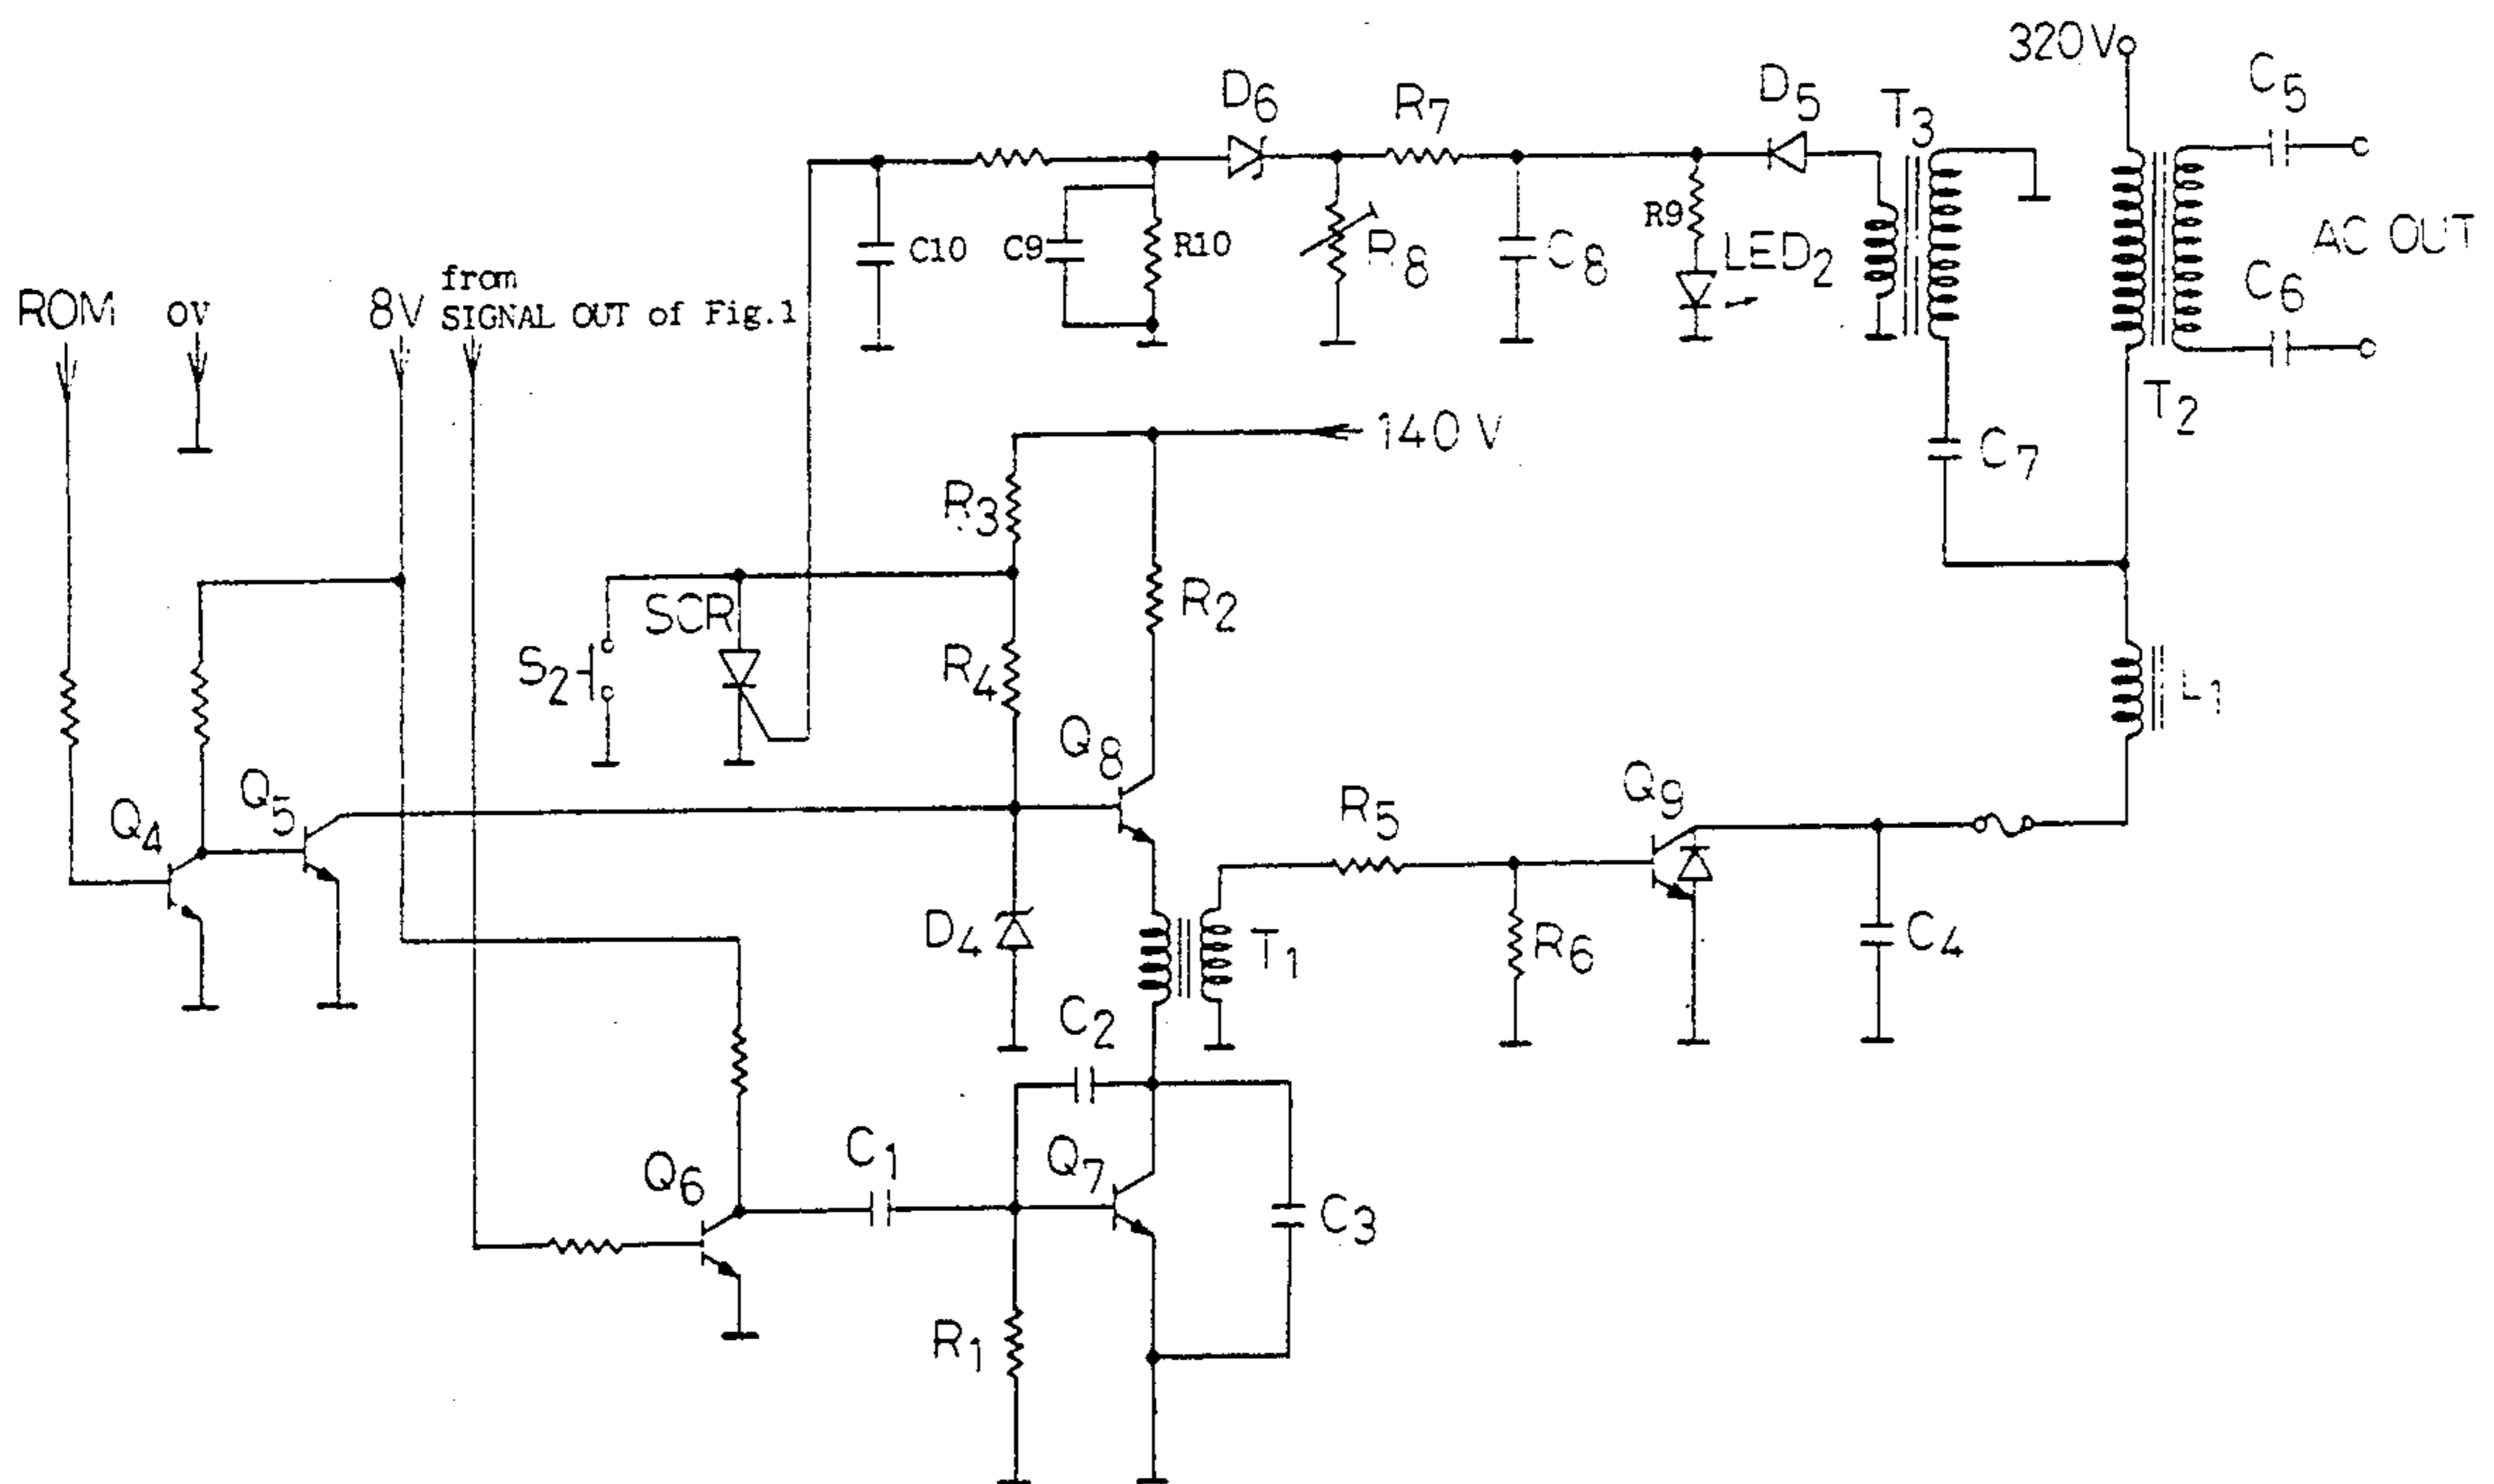 320V
C5
D6
R7
D5
T3
R9
LED2
AC OUT
C10
C9
R10
R8
C8
C6
ROM
0V
8V
from
SIGNAL OUT of Fig.1
T2
140V
C7
R3
R2
SCR
S2
R4
L1
Q8
Q5
Q4
R5
Q9
D4
T1
R6
C4
C2
C1
Q7
Q6
C3
R1